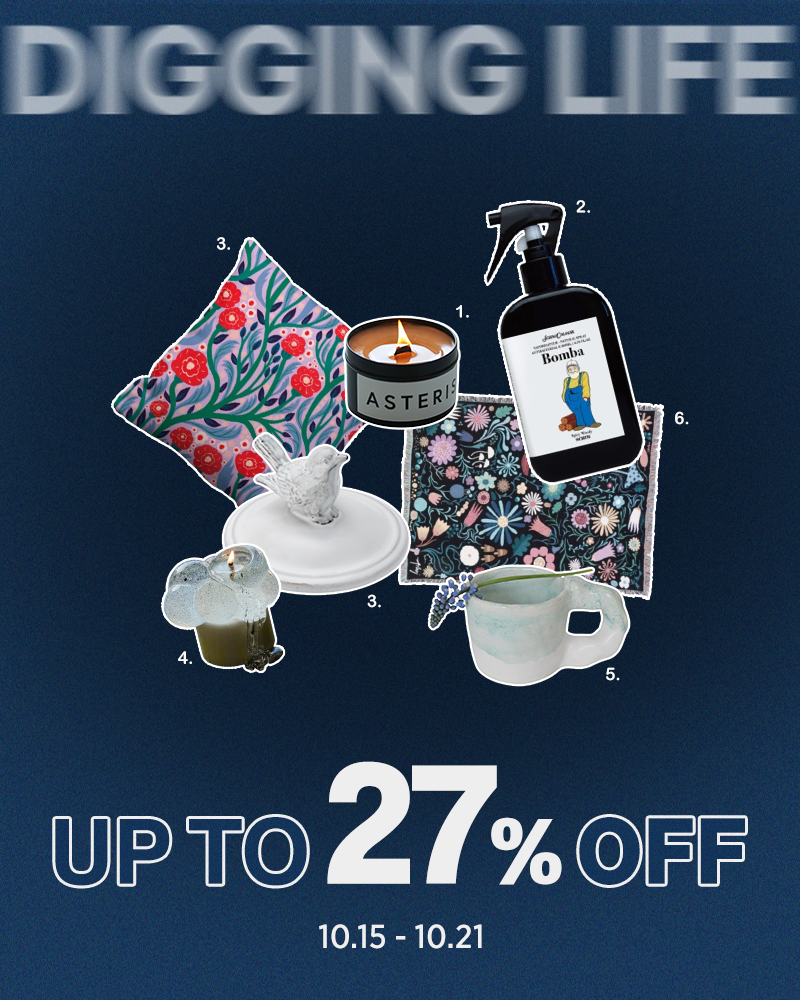 DIGGING LIFE
2.
3.
1.
ASTERIS
Bomba
6.
3.
4.
5.
UP TO 27% OFF
10.15 - 10.21